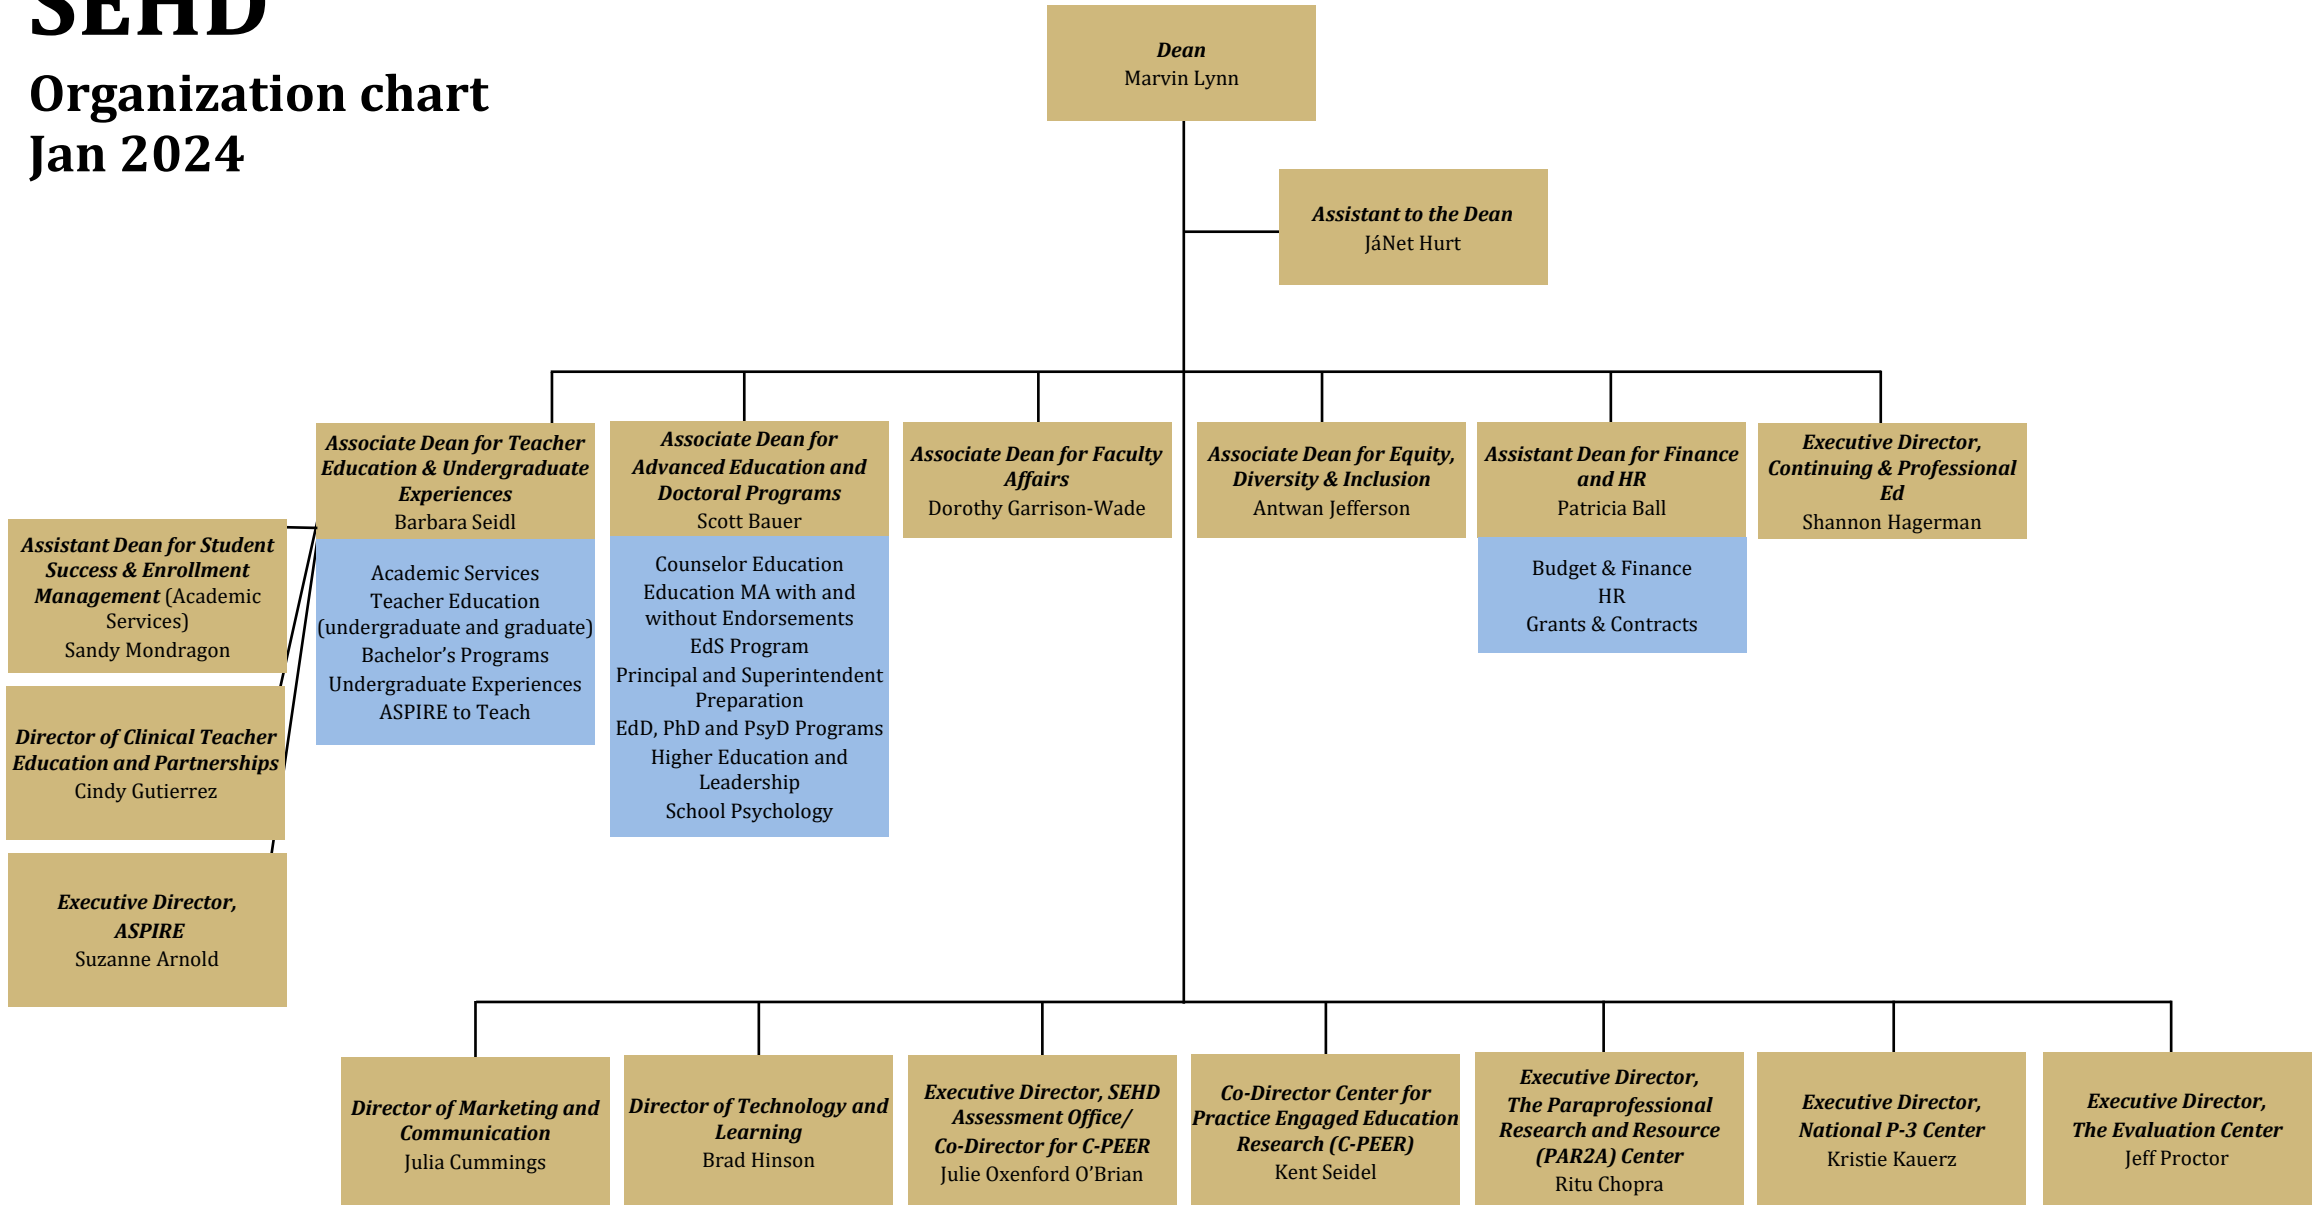 SEHD
Organization chart
Jan 2024
Dean
Marvin Lynn
Assistant to the Dean
JáNet Hurt
Associate Dean for Teacher
Education & Undergraduate
Experiences
Barbara Seidl
Academic Services
Teacher Education
(undergraduate and graduate)
Bachelor’s Programs
Undergraduate Experiences
ASPIRE to Teach
Associate Dean for
Advanced Education and
Doctoral Programs
Scott Bauer
Counselor Education
Education MA with and
without Endorsements
EdS Program
Principal and Superintendent
Preparation
EdD, PhD and PsyD Programs
Higher Education and
Leadership
School Psychology
Associate Dean for Faculty
Affairs
Dorothy Garrison-Wade
Associate Dean for Equity,
Diversity & Inclusion
Antwan Jefferson
Assistant Dean for Finance
and HR
Patricia Ball
Budget & Finance
HR
Grants & Contracts
Executive Director,
Continuing & Professional
Ed
Shannon Hagerman
Assistant Dean for Student
Success & Enrollment
Management (Academic
Services)
Sandy Mondragon
Director of Clinical Teacher
Education and Partnerships
Cindy Gutierrez
Executive Director,
ASPIRE
Suzanne Arnold
Director of Marketing and
Communication
Julia Cummings
Director of Technology and
Learning
Brad Hinson
Executive Director, SEHD
Assessment Office/
Co-Director for C-PEER
Julie Oxenford O’Brian
Co-Director Center for
Practice Engaged Education
Research (C-PEER)
Kent Seidel
Executive Director,
The Paraprofessional
Research and Resource
(PAR2A) Center
Ritu Chopra
Executive Director,
National P-3 Center
Kristie Kauerz
Executive Director,
The Evaluation Center
Jeff Proctor